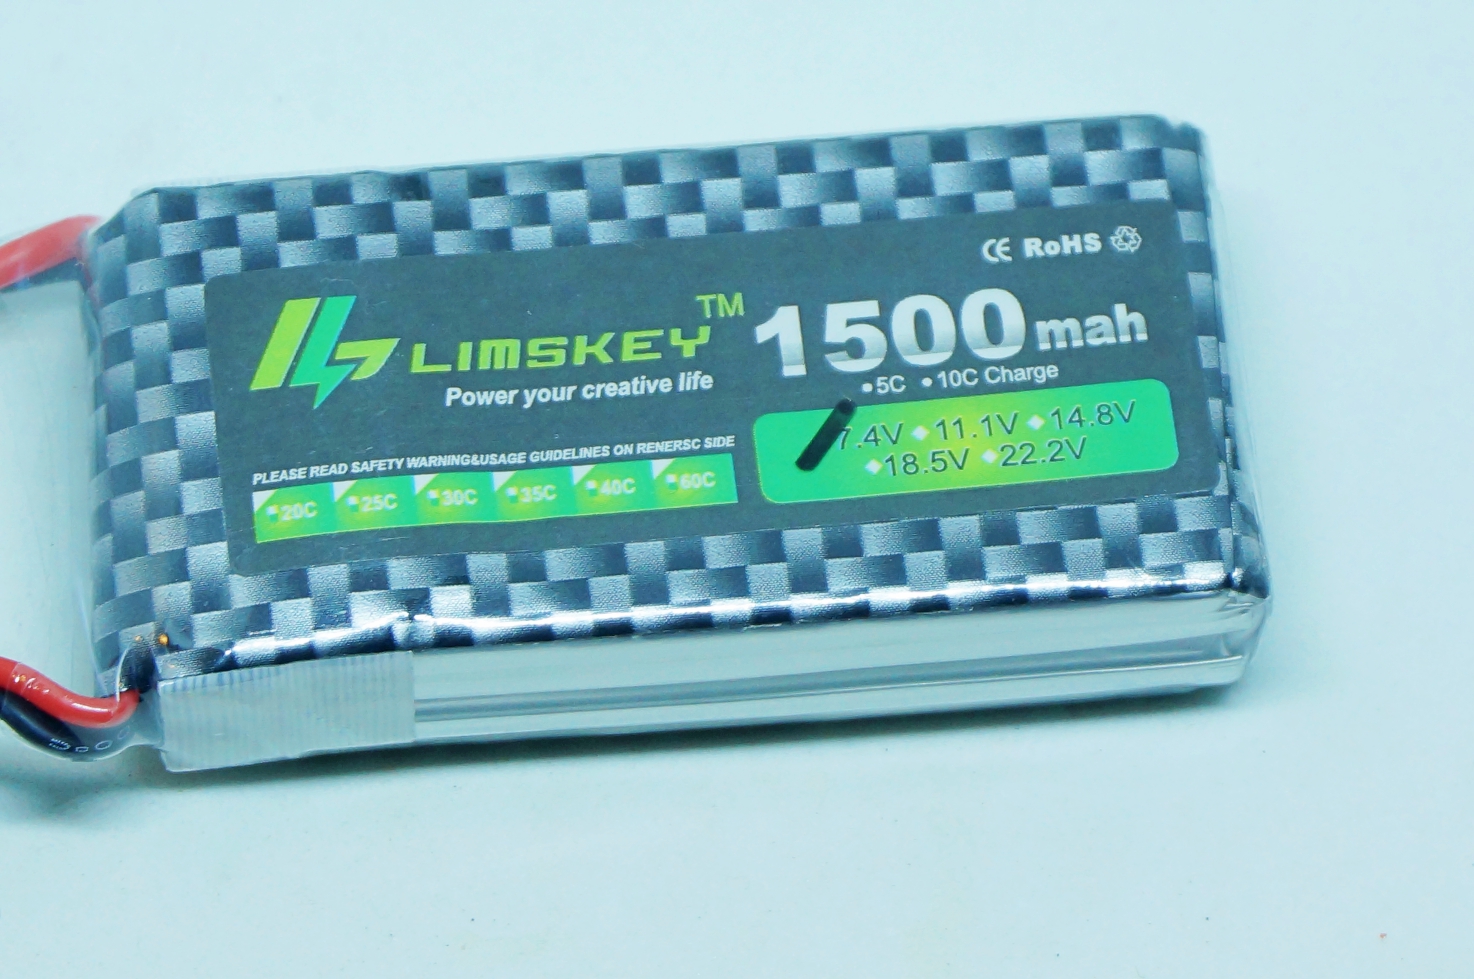 CE RoHS
LIMSKEY™
Power your creative life
1500mah
•5C •10C Charge
PLEASE READ SAFETY WARNING&USAGE GUIDELINES ON RENERSC SIDE
20C 25C 30C 35C 40C 60C
7.4V 11.1V 14.8V
18.5V 22.2V